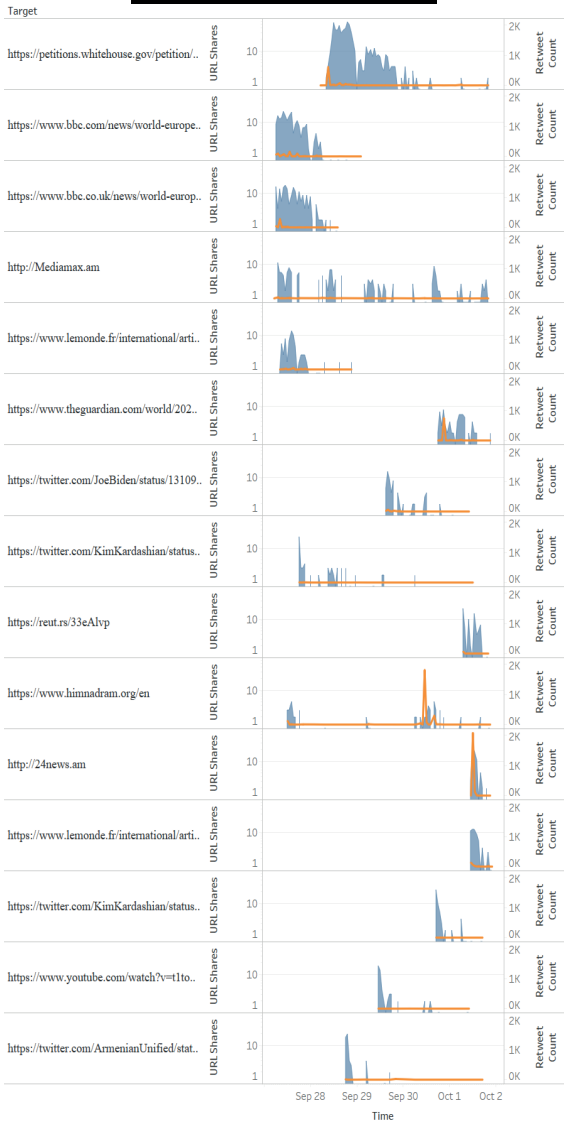 Target
https://petitions.whitehouse.gov/petition/.. URL Shares 10 1 2K 1K 0K Retweet Count
https://www.bbc.com/news/world-europe.. URL Shares 10 1 2K 1K 0K Retweet Count
https://www.bbc.co.uk/news/world-europ.. URL Shares 10 1 2K 1K 0K Retweet Count
http://Mediamax.am URL Shares 10 1 2K 1K 0K Retweet Count
https://www.lemonde.fr/international/arti.. URL Shares 10 1 2K 1K 0K Retweet Count
https://www.theguardian.com/world/202.. URL Shares 10 1 2K 1K 0K Retweet Count
https://twitter.com/JoeBiden/status/13109.. URL Shares 10 1 2K 1K 0K Retweet Count
https://twitter.com/KimKardashian/status.. URL Shares 10 1 2K 1K 0K Retweet Count
https://reut.rs/33eAlvp URL Shares 10 1 2K 1K 0K Retweet Count
https://www.himnadram.org/en URL Shares 10 1 2K 1K 0K Retweet Count
http://24news.am URL Shares 10 1 2K 1K 0K Retweet Count
https://www.lemonde.fr/international/arti.. URL Shares 10 1 2K 1K 0K Retweet Count
https://twitter.com/KimKardashian/status.. URL Shares 10 1 2K 1K 0K Retweet Count
https://www.youtube.com/watch?v=t1to.. URL Shares 10 1 2K 1K 0K Retweet Count
https://twitter.com/ArmenianUnified/stat.. URL Shares 10 1 2K 1K 0K Retweet Count
Sep 28 Sep 29 Sep 30 Oct 1 Oct 2
Time